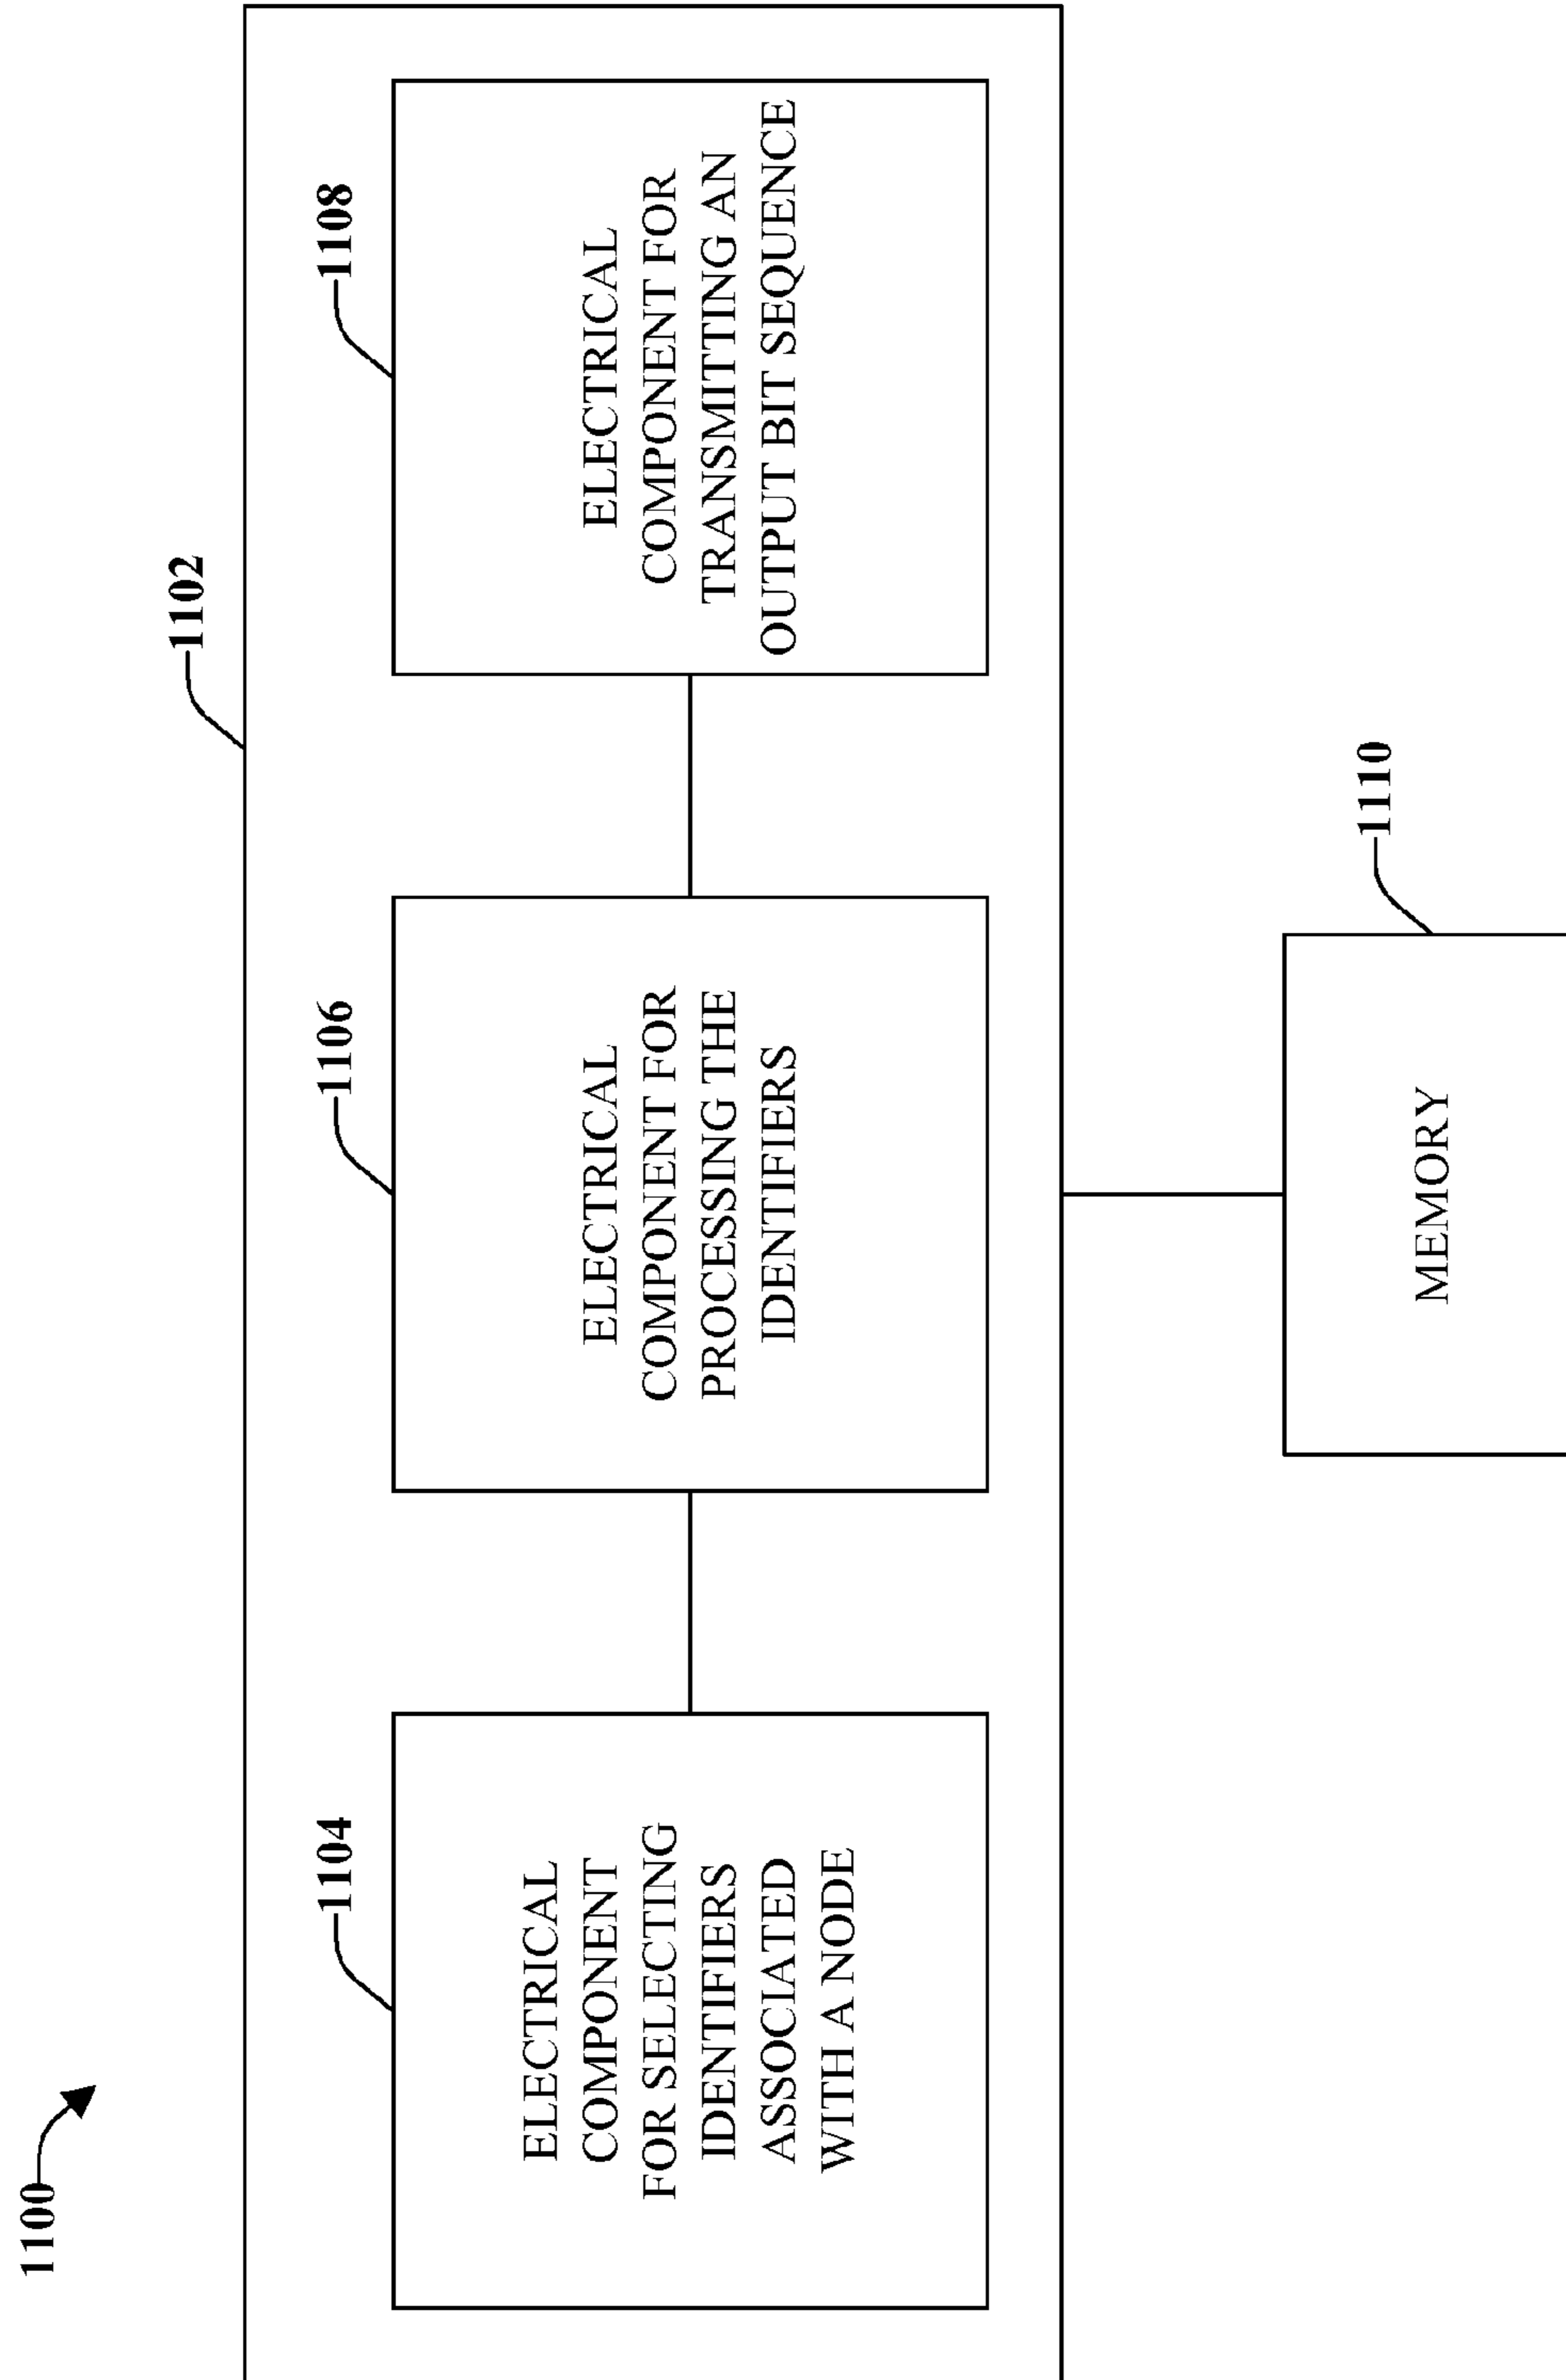 1100
1102
1104
ELECTRICAL
COMPONENT
FOR SELECTING
IDENTIFIERS
ASSOCIATED
WITH A NODE
1106
ELECTRICAL
COMPONENT FOR
PROCESSING THE
IDENTIFIERS
1108
ELECTRICAL
COMPONENT FOR
TRANSMITTING AN
OUTPUT BIT SEQUENCE
1110
MEMORY